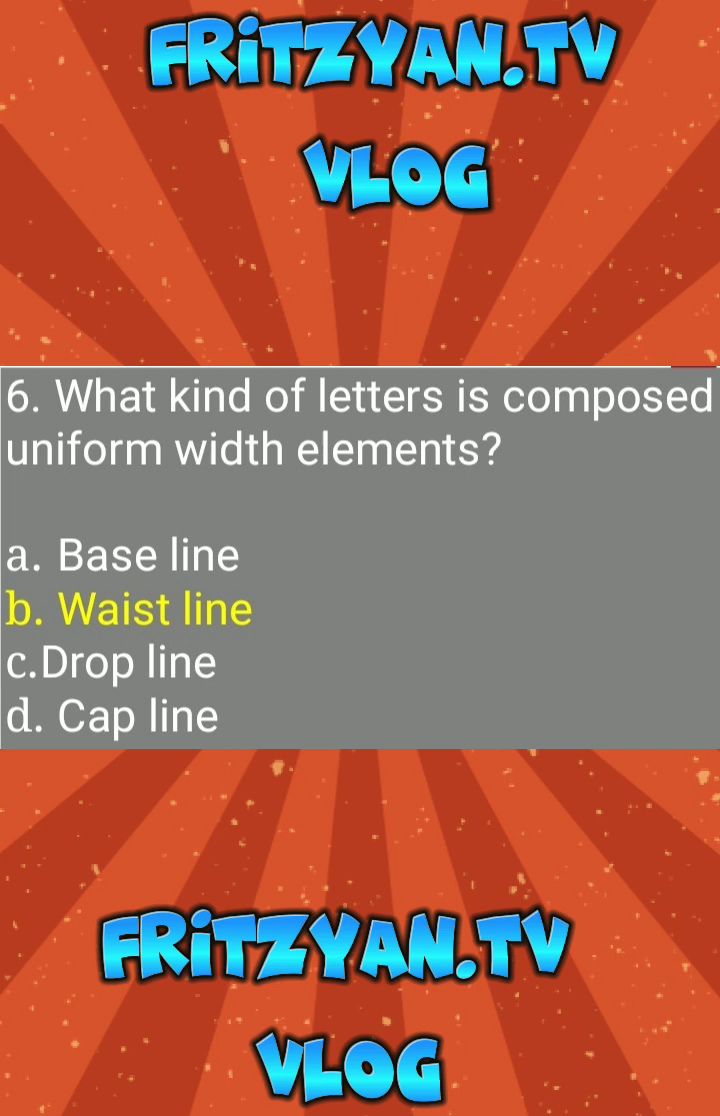 FRiTZYAN.TV
VLOG
6. What kind of letters is composed
uniform width elements?
a. Base line
b. Waist line
c.Drop line
d. Cap line
FRiTZYAN.TV
VLOG